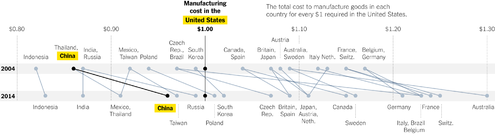 Manufacturing
cost in the
United States
The total cost to manufacture goods in each
country for every $1 required in the United States.
$0.80
$0.90
$1.00
$1.10
$1.20
$1.30
Indonesia
Thailand,
China
India,
Russia
Mexico,
Taiwan
Poland
Czech
Rep.,
Brazil
South
Korea
Canada,
Spain
Britain,
Japan
Austria
Australia,
Sweden
Italy
Neth.
France,
Switz.
Belgium,
Germany
2004
2014
Indonesia
India
Mexico,
Thailand
China
Taiwan
Russia
Poland
South
Korea
Czech
Rep.
Britain,
Spain
Japan,
Austria,
Neth.
Canada
Sweden
Germany
Italy, Brazil
Belgium
France
Switz.
Australia